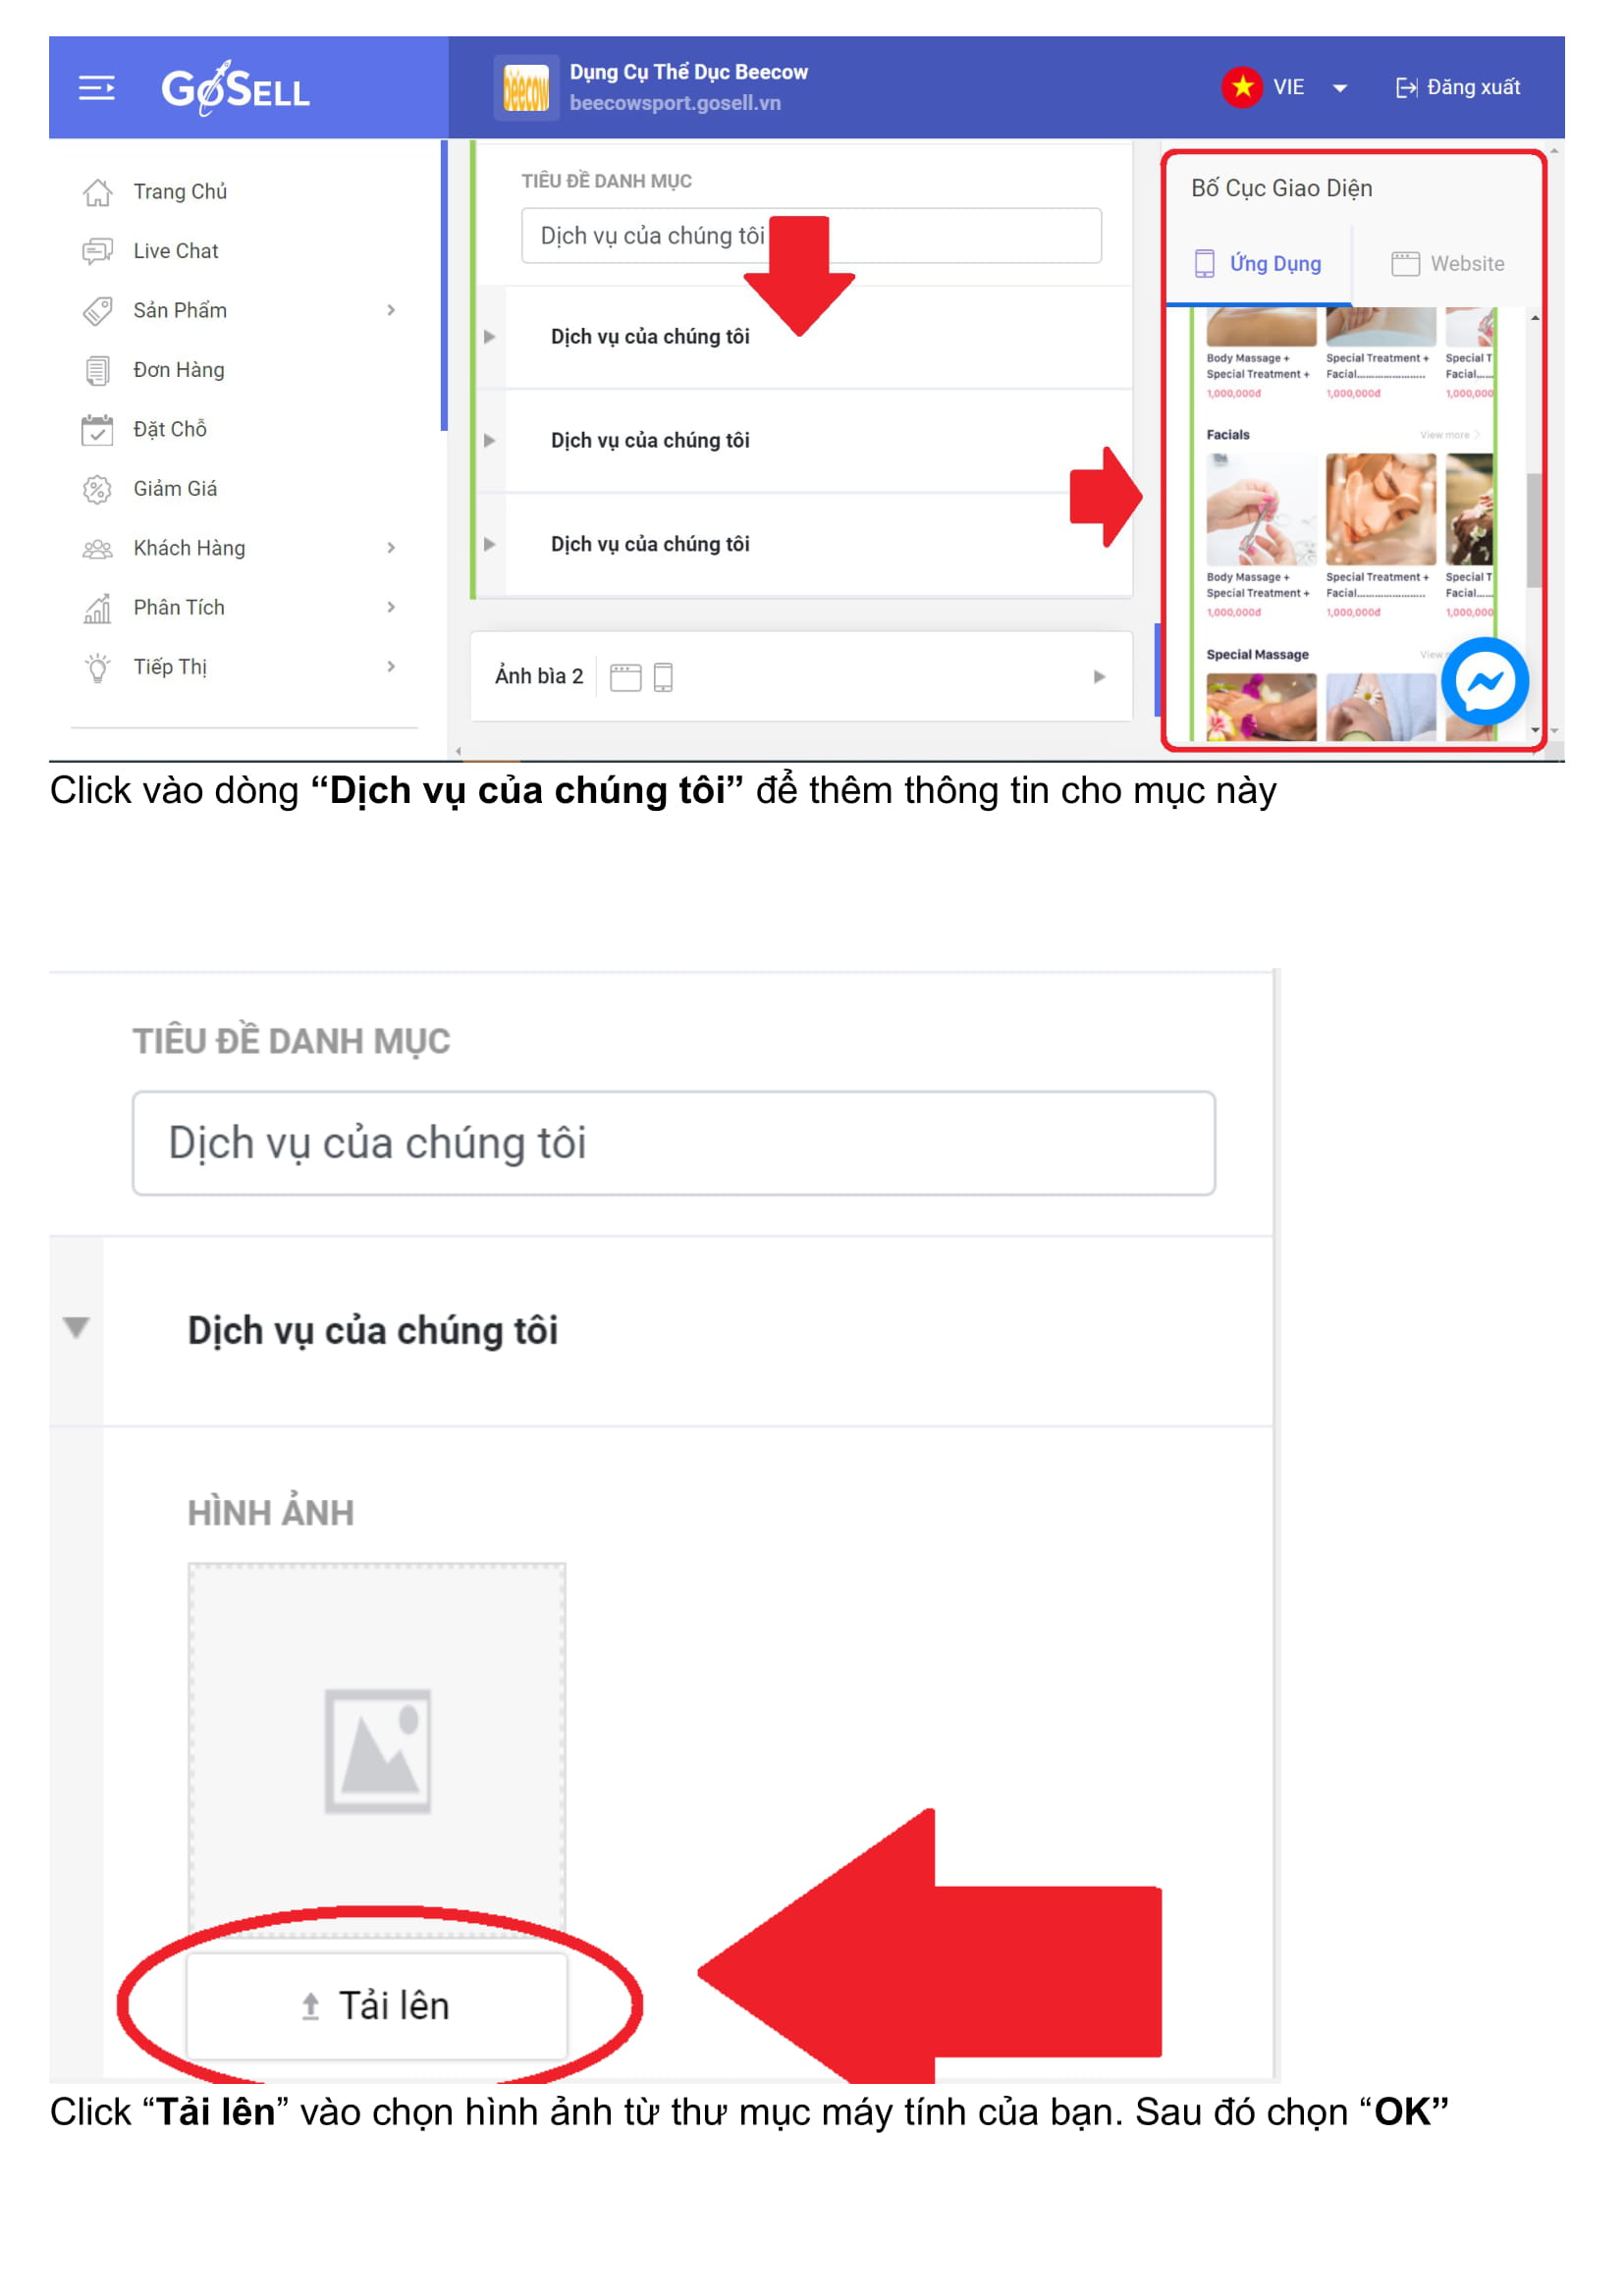 GoSELL
beecow
Dụng Cụ Thể Dục Beecow
beecowsport.gosell.vn
VIE
Đăng xuất
Trang Chủ
Live Chat
Sản Phẩm
Đơn Hàng
Đặt Chỗ
Giảm Giá
Khách Hàng
Phân Tích
Tiếp Thị
TIÊU ĐỀ DANH MỤC
Dịch vụ của chúng tôi
Dịch vụ của chúng tôi
Dịch vụ của chúng tôi
Dịch vụ của chúng tôi
Ảnh bìa 2
Bố Cục Giao Diện
Ứng Dụng Website
Body Massage + Special Treatment + Special T
Special Treatment + Facial........................ Facial......
1,000,000đ 1,000,000đ 1,000,000
Facials View more
Body Massage + Special Treatment + Special T
Special Treatment + Facial........................ Facial......
1,000,000đ 1,000,000đ 1,000,000
Special Massage View
Click vào dòng “Dịch vụ của chúng tôi” để thêm thông tin cho mục này
TIÊU ĐỀ DANH MỤC
Dịch vụ của chúng tôi
Dịch vụ của chúng tôi
HÌNH ẢNH
Tải lên
Click “Tải lên” vào chọn hình ảnh từ thư mục máy tính của bạn. Sau đó chọn “OK”